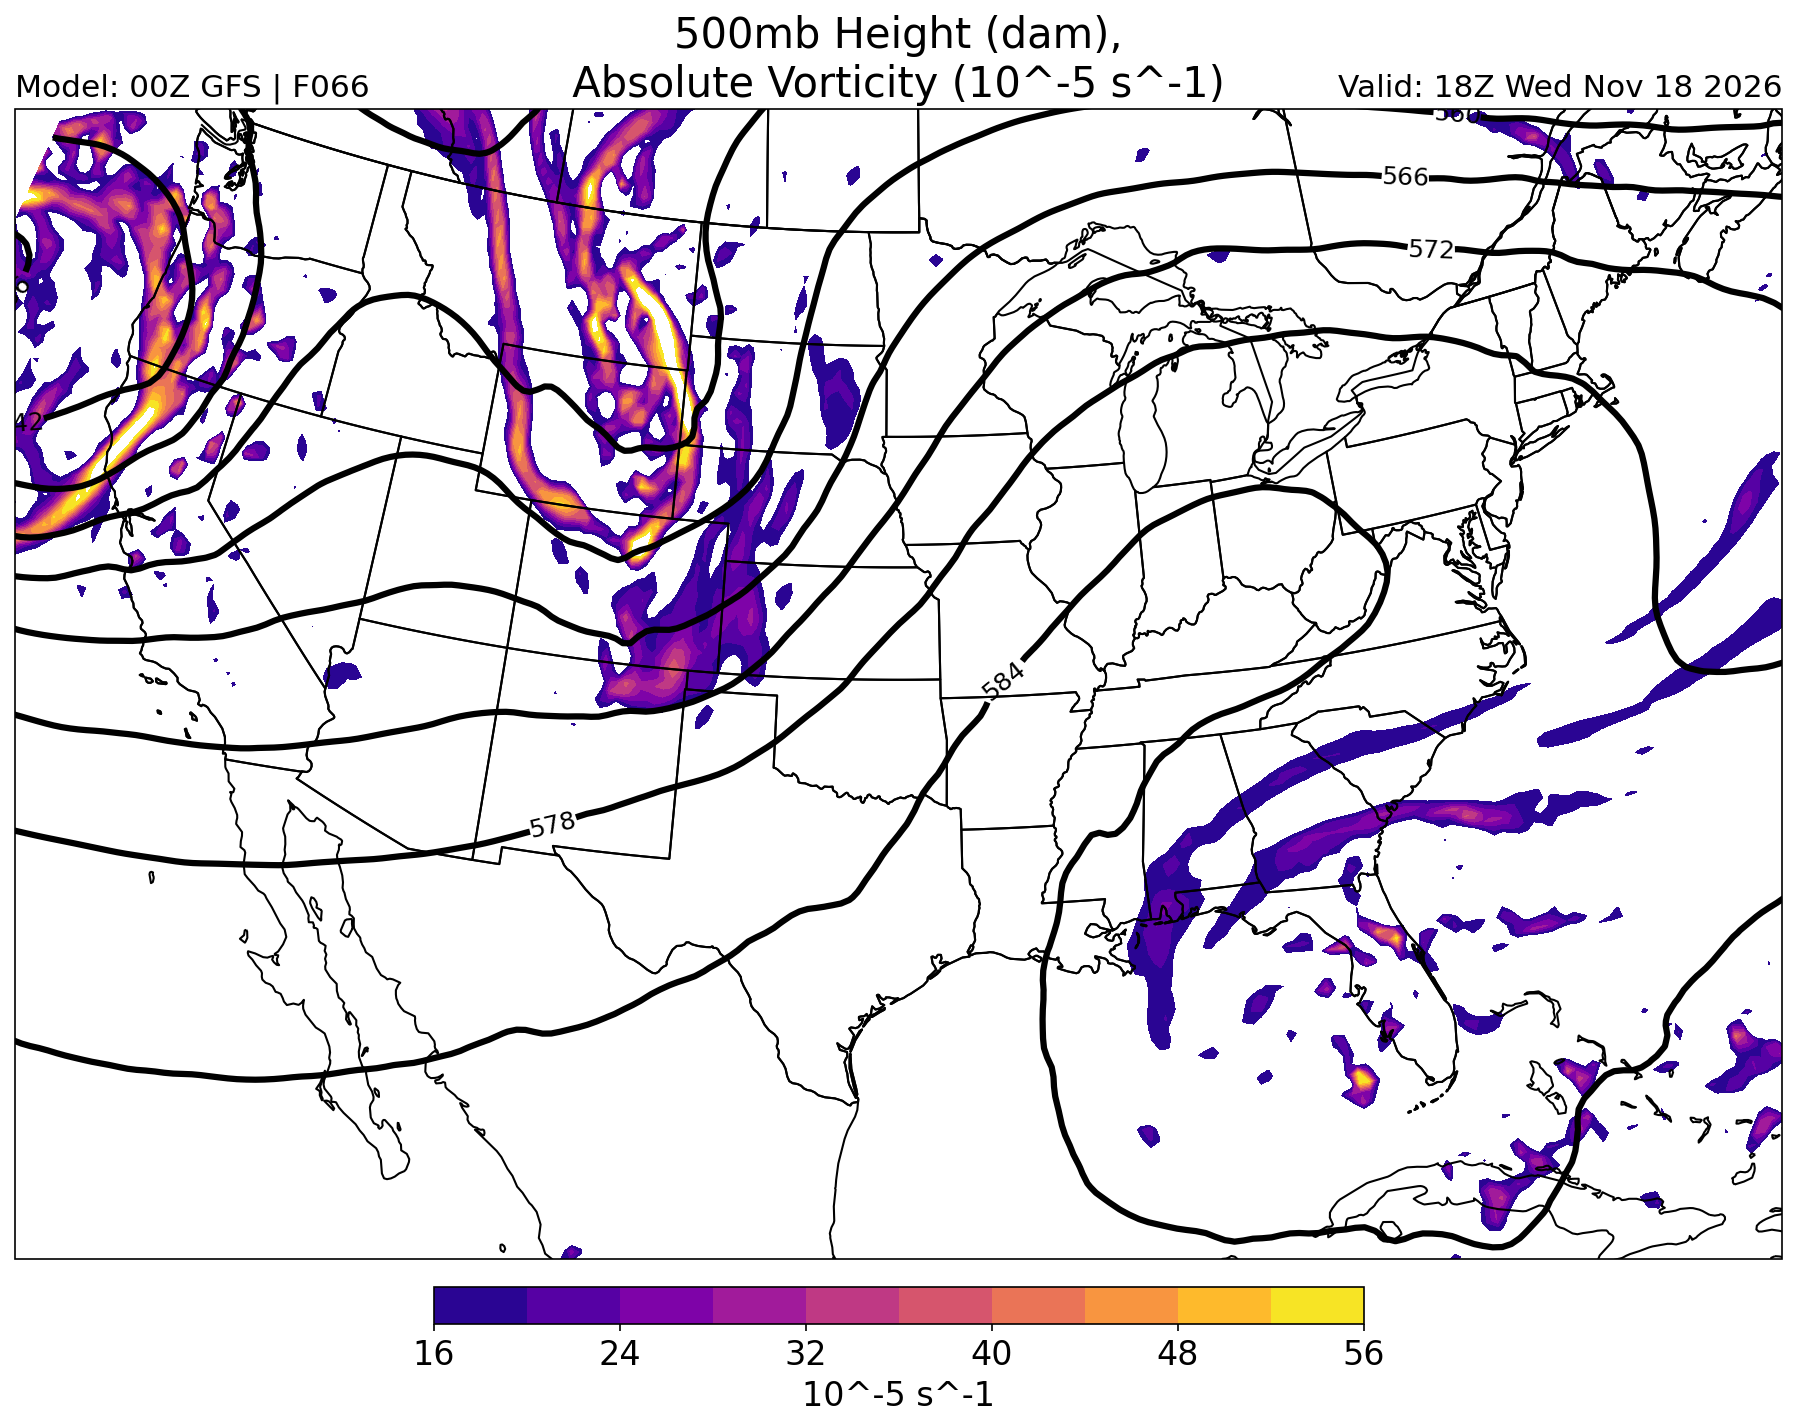 500mb Height (dam),
Model: 00Z GFS | F066
Absolute Vorticity (10^-5 s^-1)
Valid: 18Z Wed Nov 18 2026
566
572
42
584
578
16
24
32
40
48
56
10^-5 s^-1